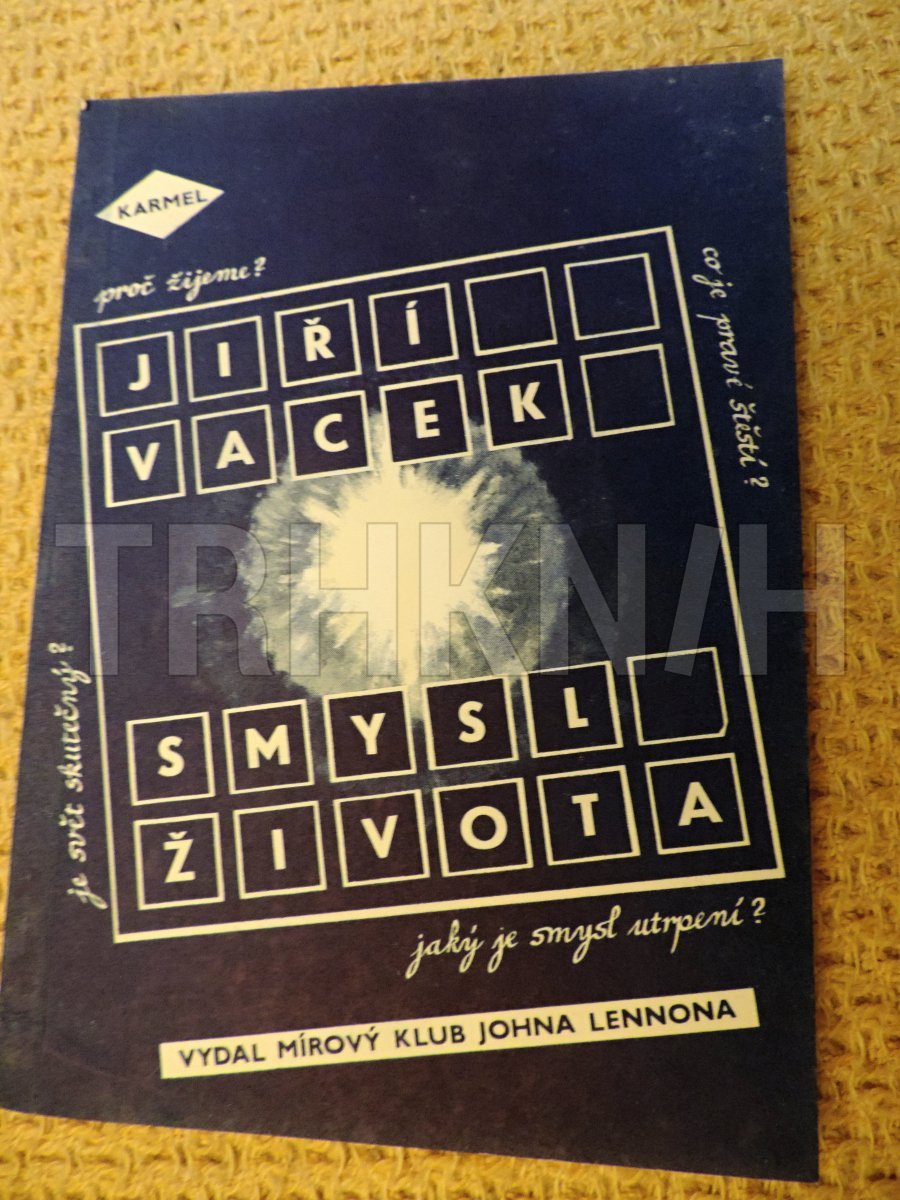 KARMEL
proč žijeme?
co je pravé štěstí?
JIŘÍ
VACEK
TRHKNIH
je svět skutečný?
SMYSL
ŽIVOTA
jaký je smysl utrpení?
VYDAL MÍROVÝ KLUB JOHNA LENNONA